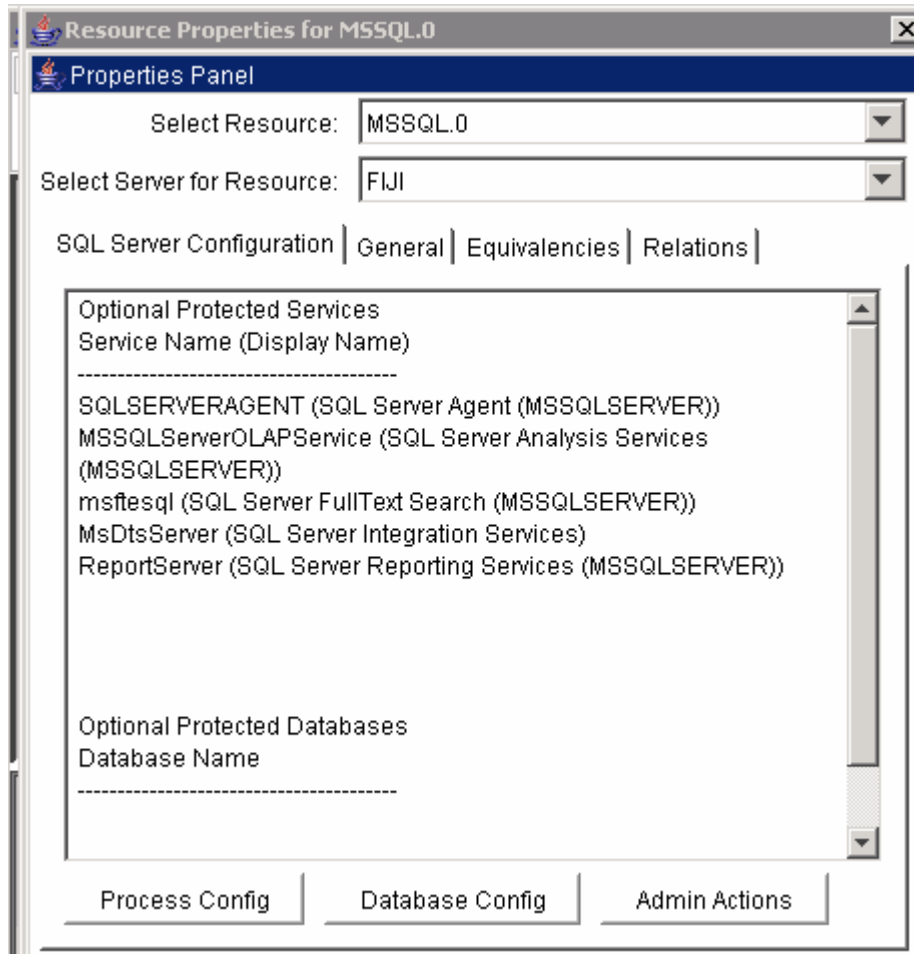 Resource Properties for MSSQL.0
Properties Panel
Select Resource: MSSQL.0
Select Server for Resource: FIJI
SQL Server Configuration General Equivalencies Relations
Optional Protected Services
Service Name (Display Name)
----------------------------------------
SQLSERVERAGENT (SQL Server Agent (MSSQLSERVER))
MSSQLServerOLAPService (SQL Server Analysis Services
(MSSQLSERVER))
msftesql (SQL Server FullText Search (MSSQLSERVER))
MsDtsServer (SQL Server Integration Services)
ReportServer (SQL Server Reporting Services (MSSQLSERVER))
Optional Protected Databases
Database Name
----------------------------------------
Process Config Database Config Admin Actions